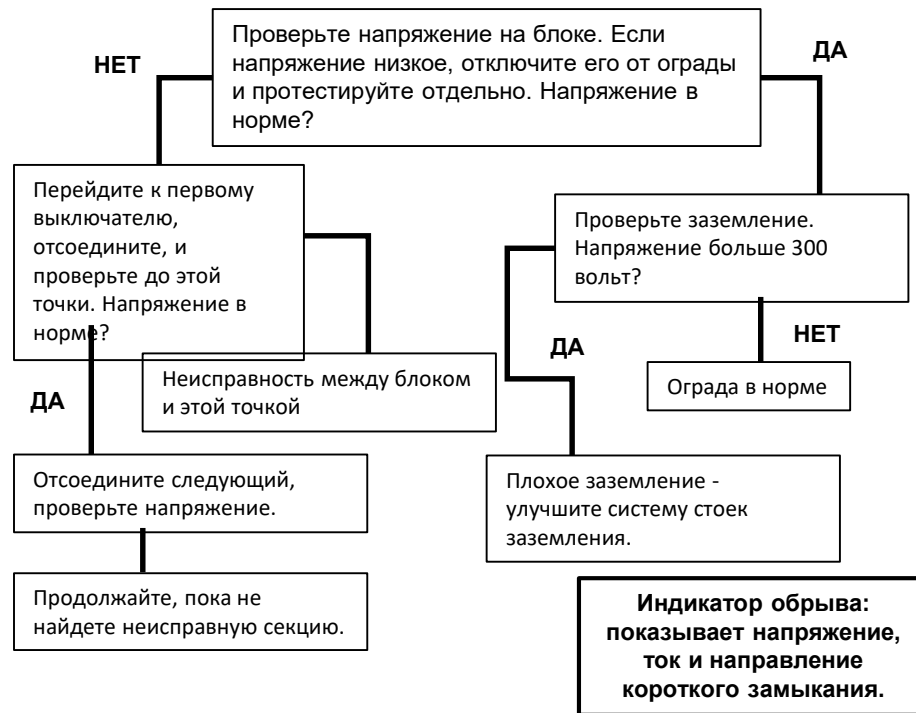 Проверьте напряжение на блоке. Если
напряжение низкое, отключите его от ограды
и протестируйте отдельно. Напряжение в
норме?
НЕТ
ДА
Перейдите к первому
выключателю,
отсоедините, и
проверьте до этой
точки. Напряжение в
норме?
Проверьте заземление.
Напряжение больше 300
вольт?
ДА
НЕТ
Неисправность между блоком
и этой точкой
Ограда в норме
ДА
Отсоедините следующий,
проверьте напряжение.
Плохое заземление -
улучшите систему стоек
заземления.
Продолжайте, пока не
найдете неисправную секцию.
Индикатор обрыва:
показывает напряжение,
ток и направление
короткого замыкания.